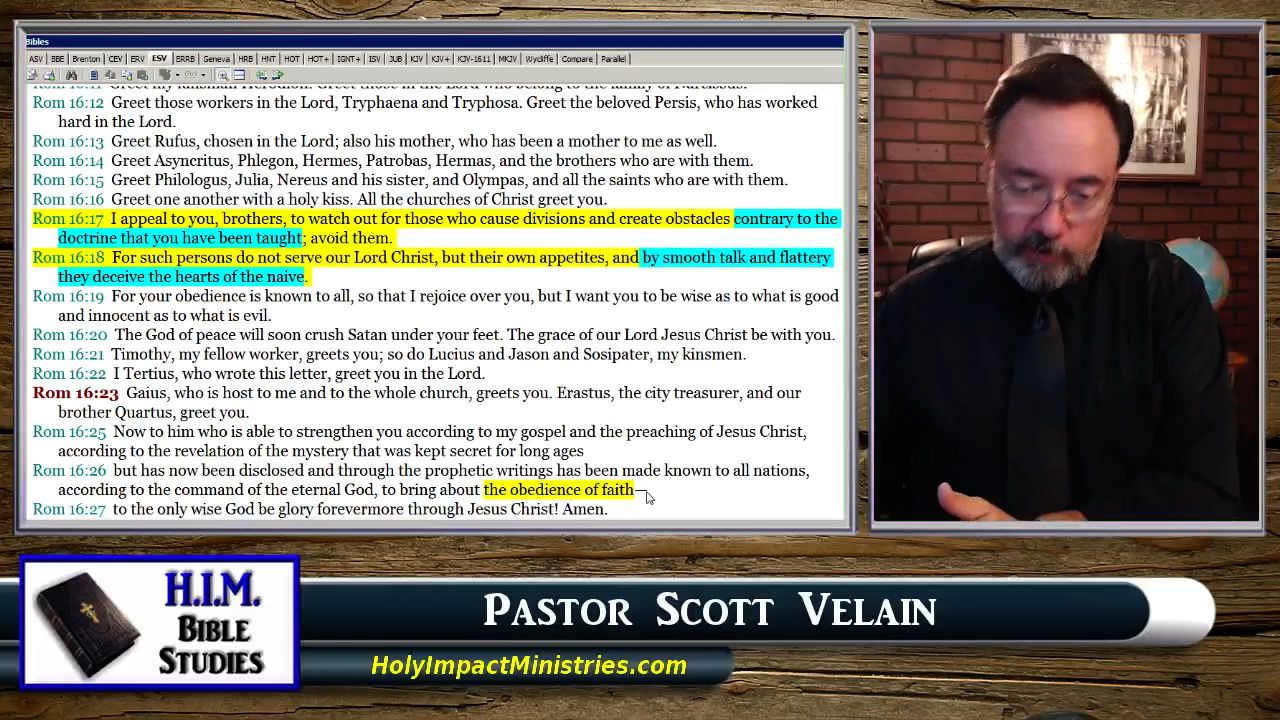 Bibles
ASV BBE Brenton CEV ERV ESV ERRB Geneva HRB HNT HOT HOT+ IGNT+ ISV JUB KJV KJV+ KJV-1611 MKJV Wycliffe Compare Parallel
Rom 16:12 Greet those workers in the Lord, Tryphaena and Tryphosa. Greet the beloved Persis, who has worked
hard in the Lord.
Rom 16:13 Greet Rufus, chosen in the Lord; also his mother, who has been a mother to me as well.
Rom 16:14 Greet Asyncritus, Phlegon, Hermes, Patrobas, Hermas, and the brothers who are with them.
Rom 16:15 Greet Philologus, Julia, Nereus and his sister, and Olympas, and all the saints who are with them.
Rom 16:16 Greet one another with a holy kiss. All the churches of Christ greet you.
Rom 16:17 I appeal to you, brothers, to watch out for those who cause divisions and create obstacles contrary to the
doctrine that you have been taught; avoid them.
Rom 16:18 For such persons do not serve our Lord Christ, but their own appetites, and by smooth talk and flattery
they deceive the hearts of the naive.
Rom 16:19 For your obedience is known to all, so that I rejoice over you, but I want you to be wise as to what is good
and innocent as to what is evil.
Rom 16:20 The God of peace will soon crush Satan under your feet. The grace of our Lord Jesus Christ be with you.
Rom 16:21 Timothy, my fellow worker, greets you; so do Lucius and Jason and Sosipater, my kinsmen.
Rom 16:22 I Tertius, who wrote this letter, greet you in the Lord.
Rom 16:23 Gaius, who is host to me and to the whole church, greets you. Erastus, the city treasurer, and our
brother Quartus, greet you.
Rom 16:25 Now to him who is able to strengthen you according to my gospel and the preaching of Jesus Christ,
according to the revelation of the mystery that was kept secret for long ages
Rom 16:26 but has now been disclosed and through the prophetic writings has been made known to all nations,
according to the command of the eternal God, to bring about the obedience of faith—
Rom 16:27 to the only wise God be glory forevermore through Jesus Christ! Amen.
H.I.M.
Bible
Studies
Pastor Scott Velain
HolyImpactMinistries.com